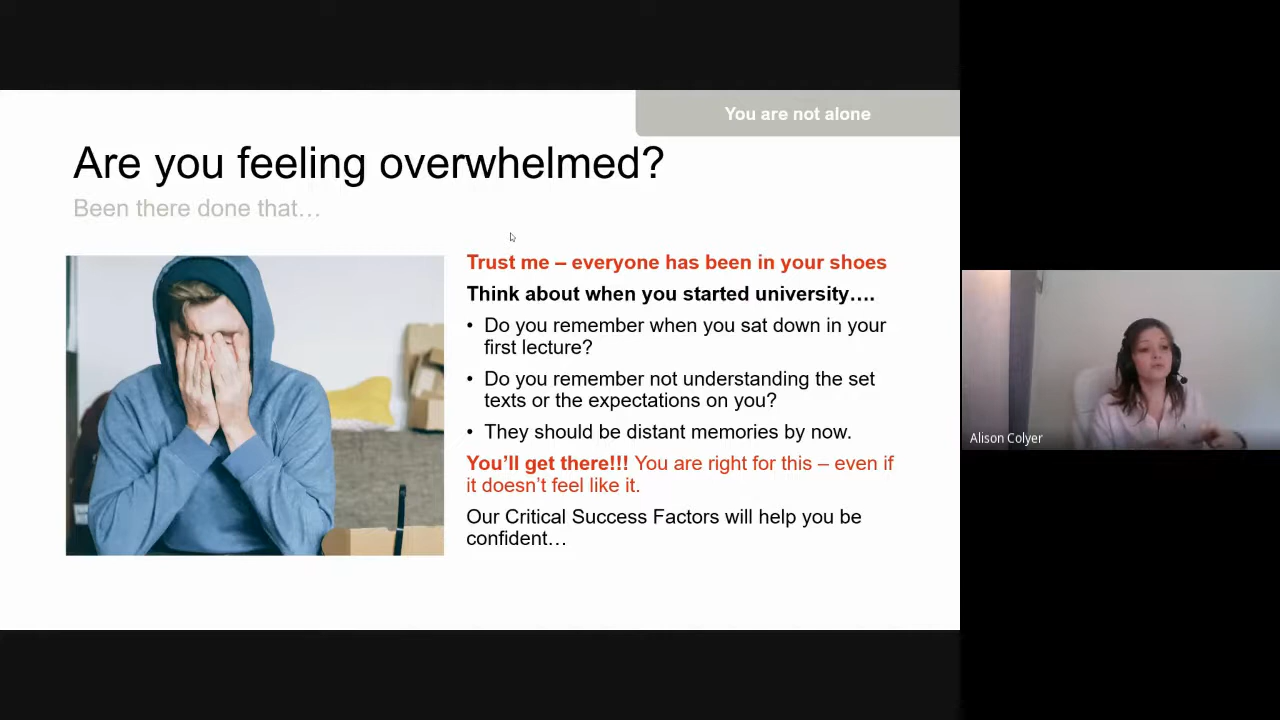 You are not alone
Are you feeling overwhelmed?
Been there done that…
Trust me – everyone has been in your shoes
Think about when you started university….
• Do you remember when you sat down in your
first lecture?
• Do you remember not understanding the set
texts or the expectations on you?
• They should be distant memories by now.
You’ll get there!!! You are right for this – even if
it doesn’t feel like it.
Our Critical Success Factors will help you be
confident…
Alison Colyer